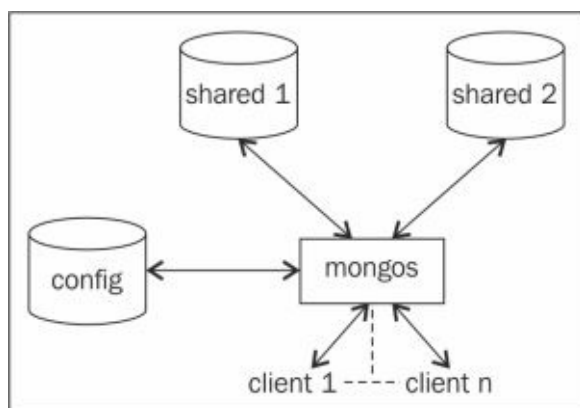 shared 1
shared 2
config
mongos
client 1
client n